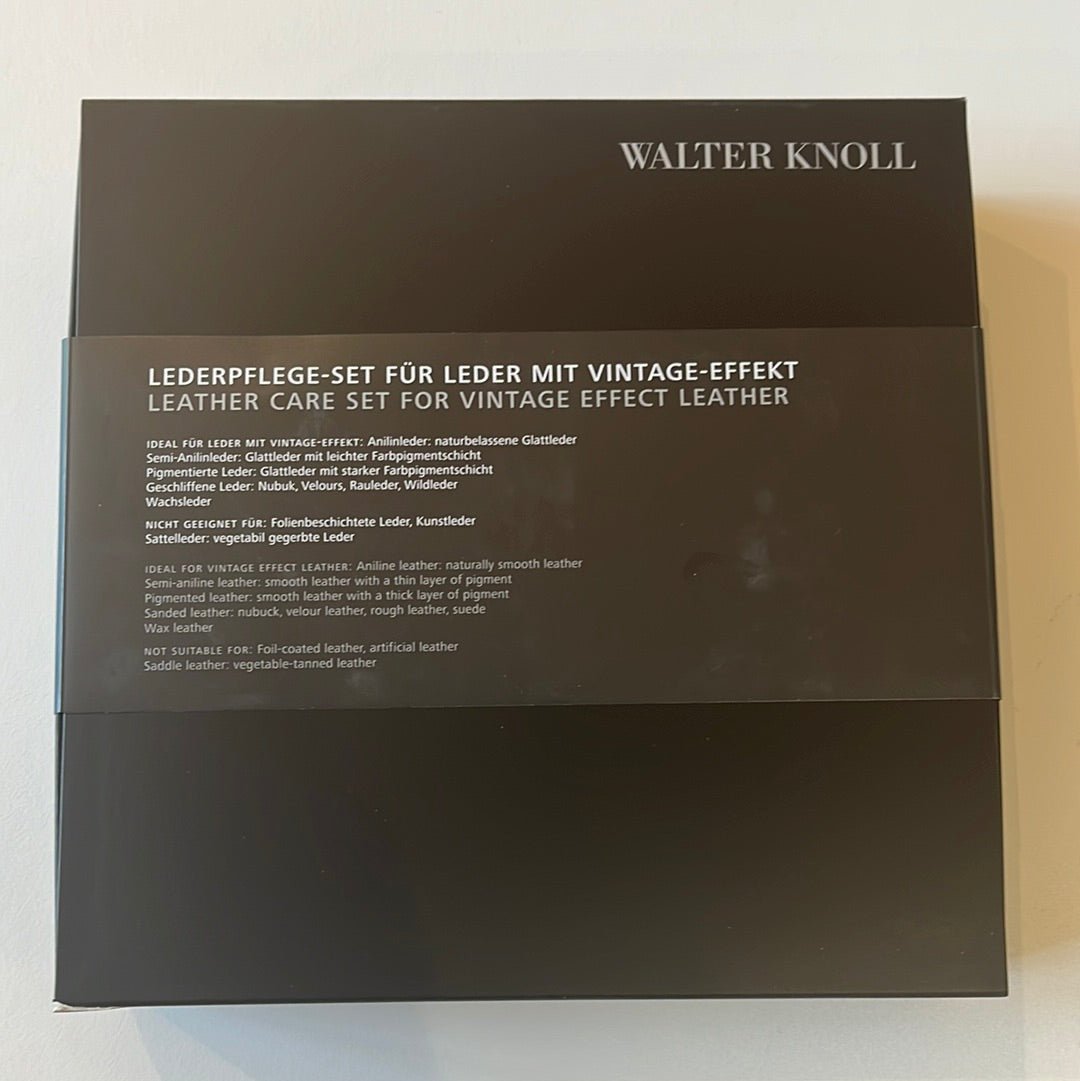 WALTER KNOLL
LEDERPFLEGE-SET FÜR LEDER MIT VINTAGE-EFFEKT
LEATHER CARE SET FOR VINTAGE EFFECT LEATHER
IDEAL FÜR LEDER MIT VINTAGE-EFFEKT: Anilinleder: naturbelassene Glattleder
Semi-Anilinleder: Glattleder mit leichter Farbpigmentschicht
Pigmentierte Leder: Glattleder mit starker Farbpigmentschicht
Geschliffene Leder: Nubuk, Velours, Rauleder, Wildleder
Wachsleder
NICHT GEEIGNET FÜR: Folienbeschichtete Leder, Kunstleder
Sattelleder: vegetabil gegerbte Leder
IDEAL FOR VINTAGE EFFECT LEATHER: Aniline leather: naturally smooth leather
Semi-aniline leather: smooth leather with a thin layer of pigment
Pigmented leather: smooth leather with a thick layer of pigment
Sanded leather: nubuck, velour leather, rough leather, suede
Wax leather
NOT SUITABLE FOR: Foil-coated leather, artificial leather
Saddle leather: vegetable-tanned leather